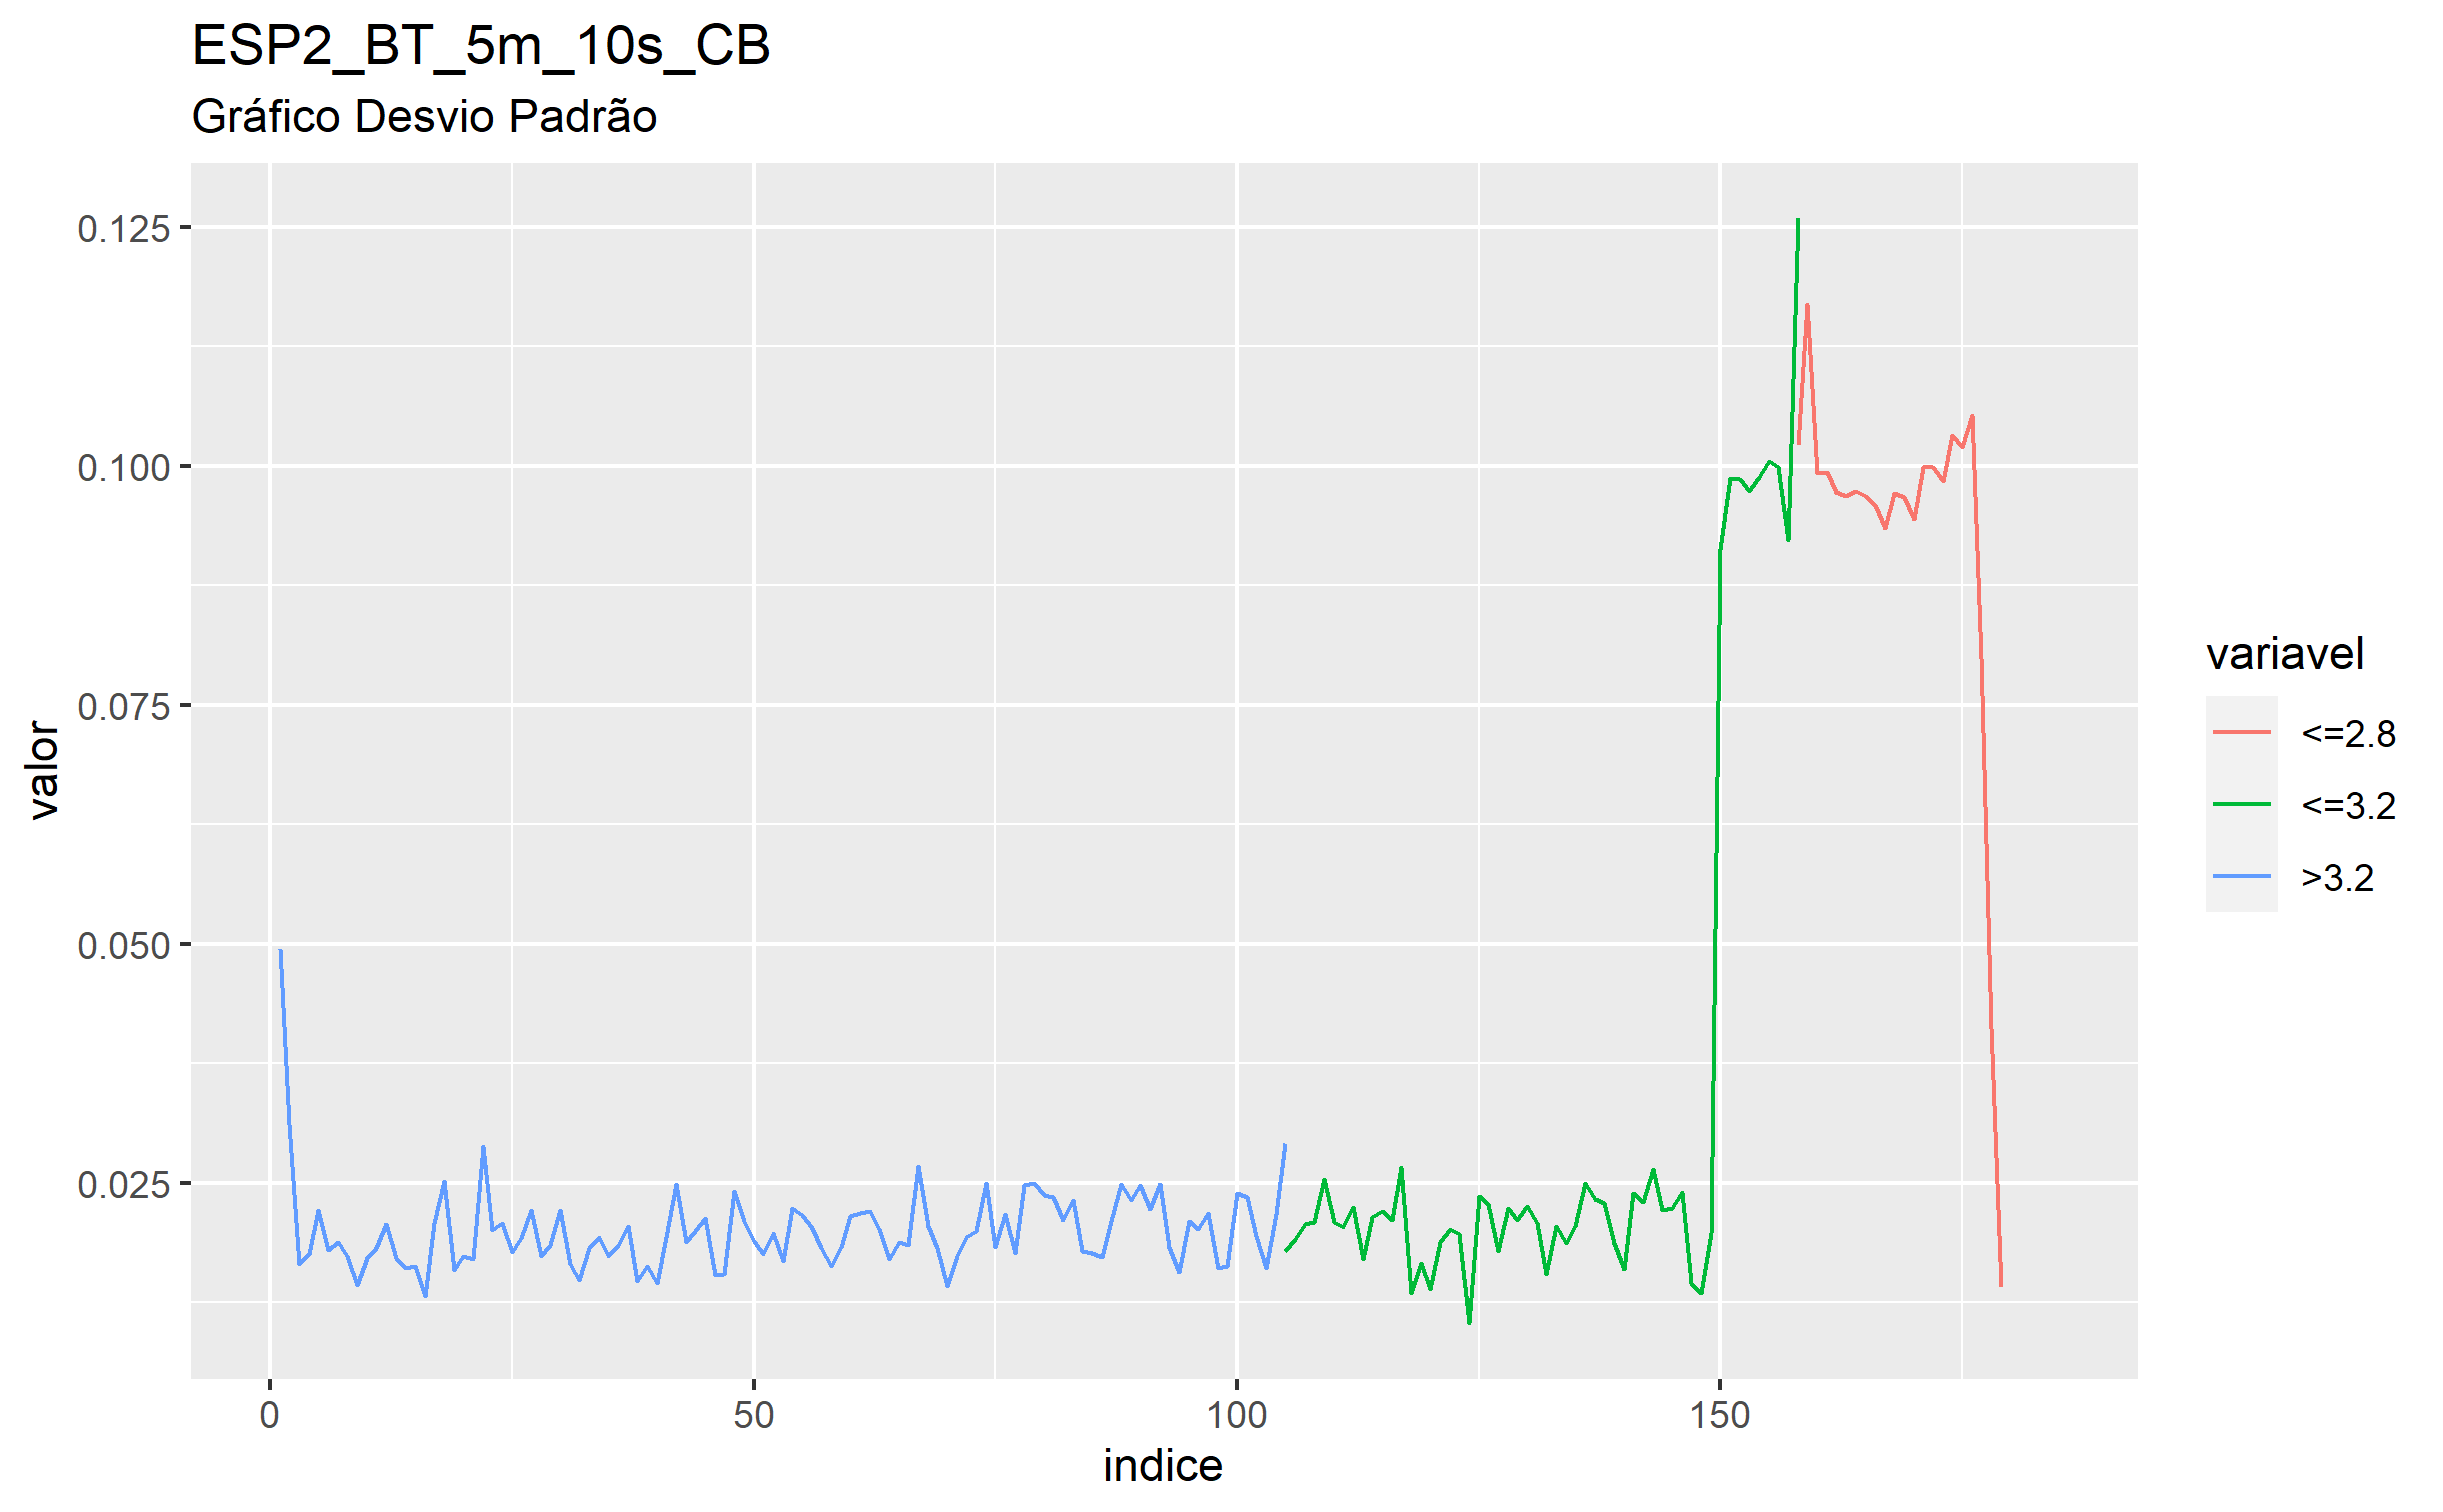 ESP2_BT_5m_10s_CB
Gráfico Desvio Padrão
valor
0.125
0.100
0.075
0.050
0.025
0
50
100
150
indice
variavel
<=2.8
<=3.2
>3.2